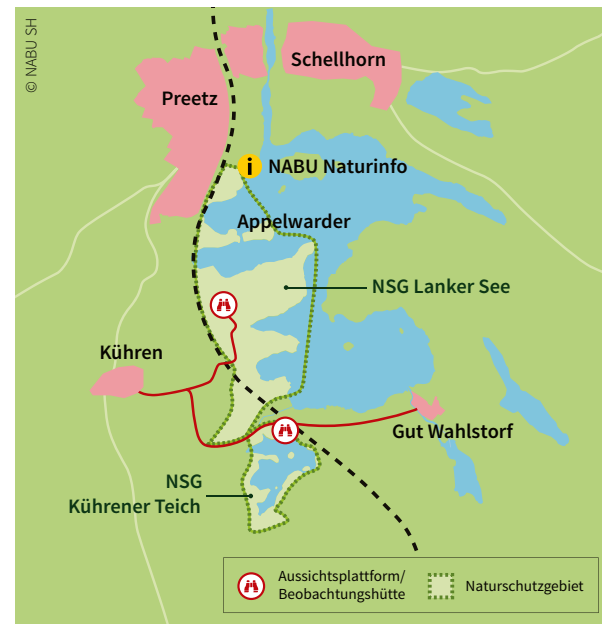 © NABU SH
Schellhorn
Preetz
i NABU Naturinfo
Appelwarder
NSG Lanker See
Kühren
Gut Wahlstorf
NSG
Kührener Teich
Aussichtsplattform/
Beobachtungshütte
Naturschutzgebiet